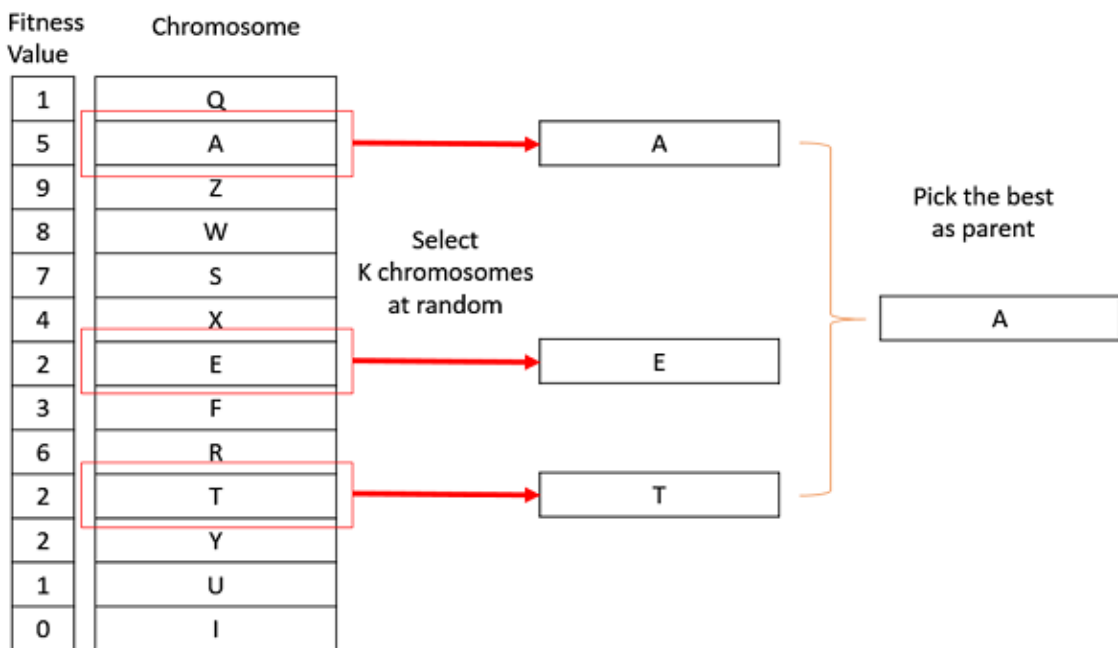 Fitness
Value
Chromosome
1 Q
5 A
9 Z
8 W
7 S
4 X
2 E
3 F
6 R
2 T
2 Y
1 U
0 I
Select
K chromosomes
at random
A
E
T
Pick the best
as parent
A